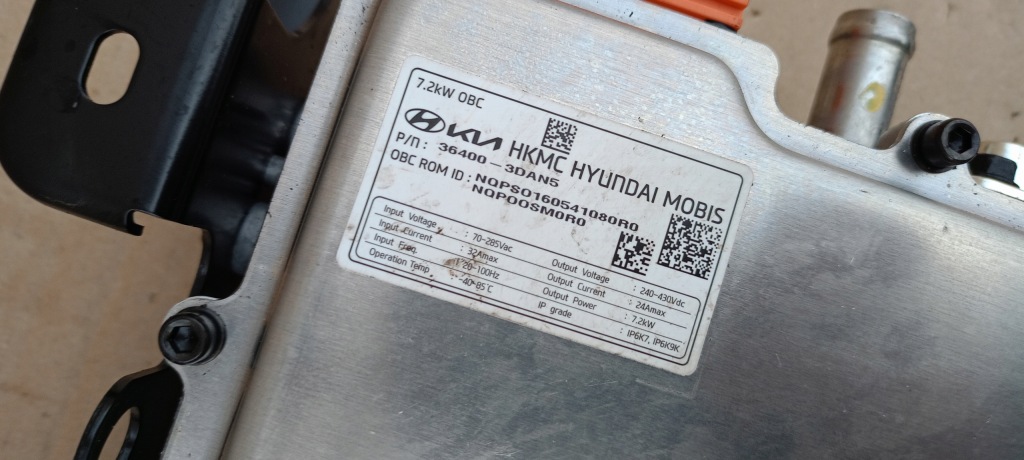 7.2kW OBC
KIA HKMC HYUNDAI MOBIS
P/n : 36400-3DAN5
OBC ROM ID : NQPS0160541080R0
NQP00SM0R0
Input Voltage : 70-285Vac Output Voltage : 240-430Vdc
Input Current : 32Amax Output Current : 24Amax
Input Freq. : 20-100Hz Output Power : 7.2kW
Operation Temp : -40~85℃ IP grade : IP6K7, IP6K9K